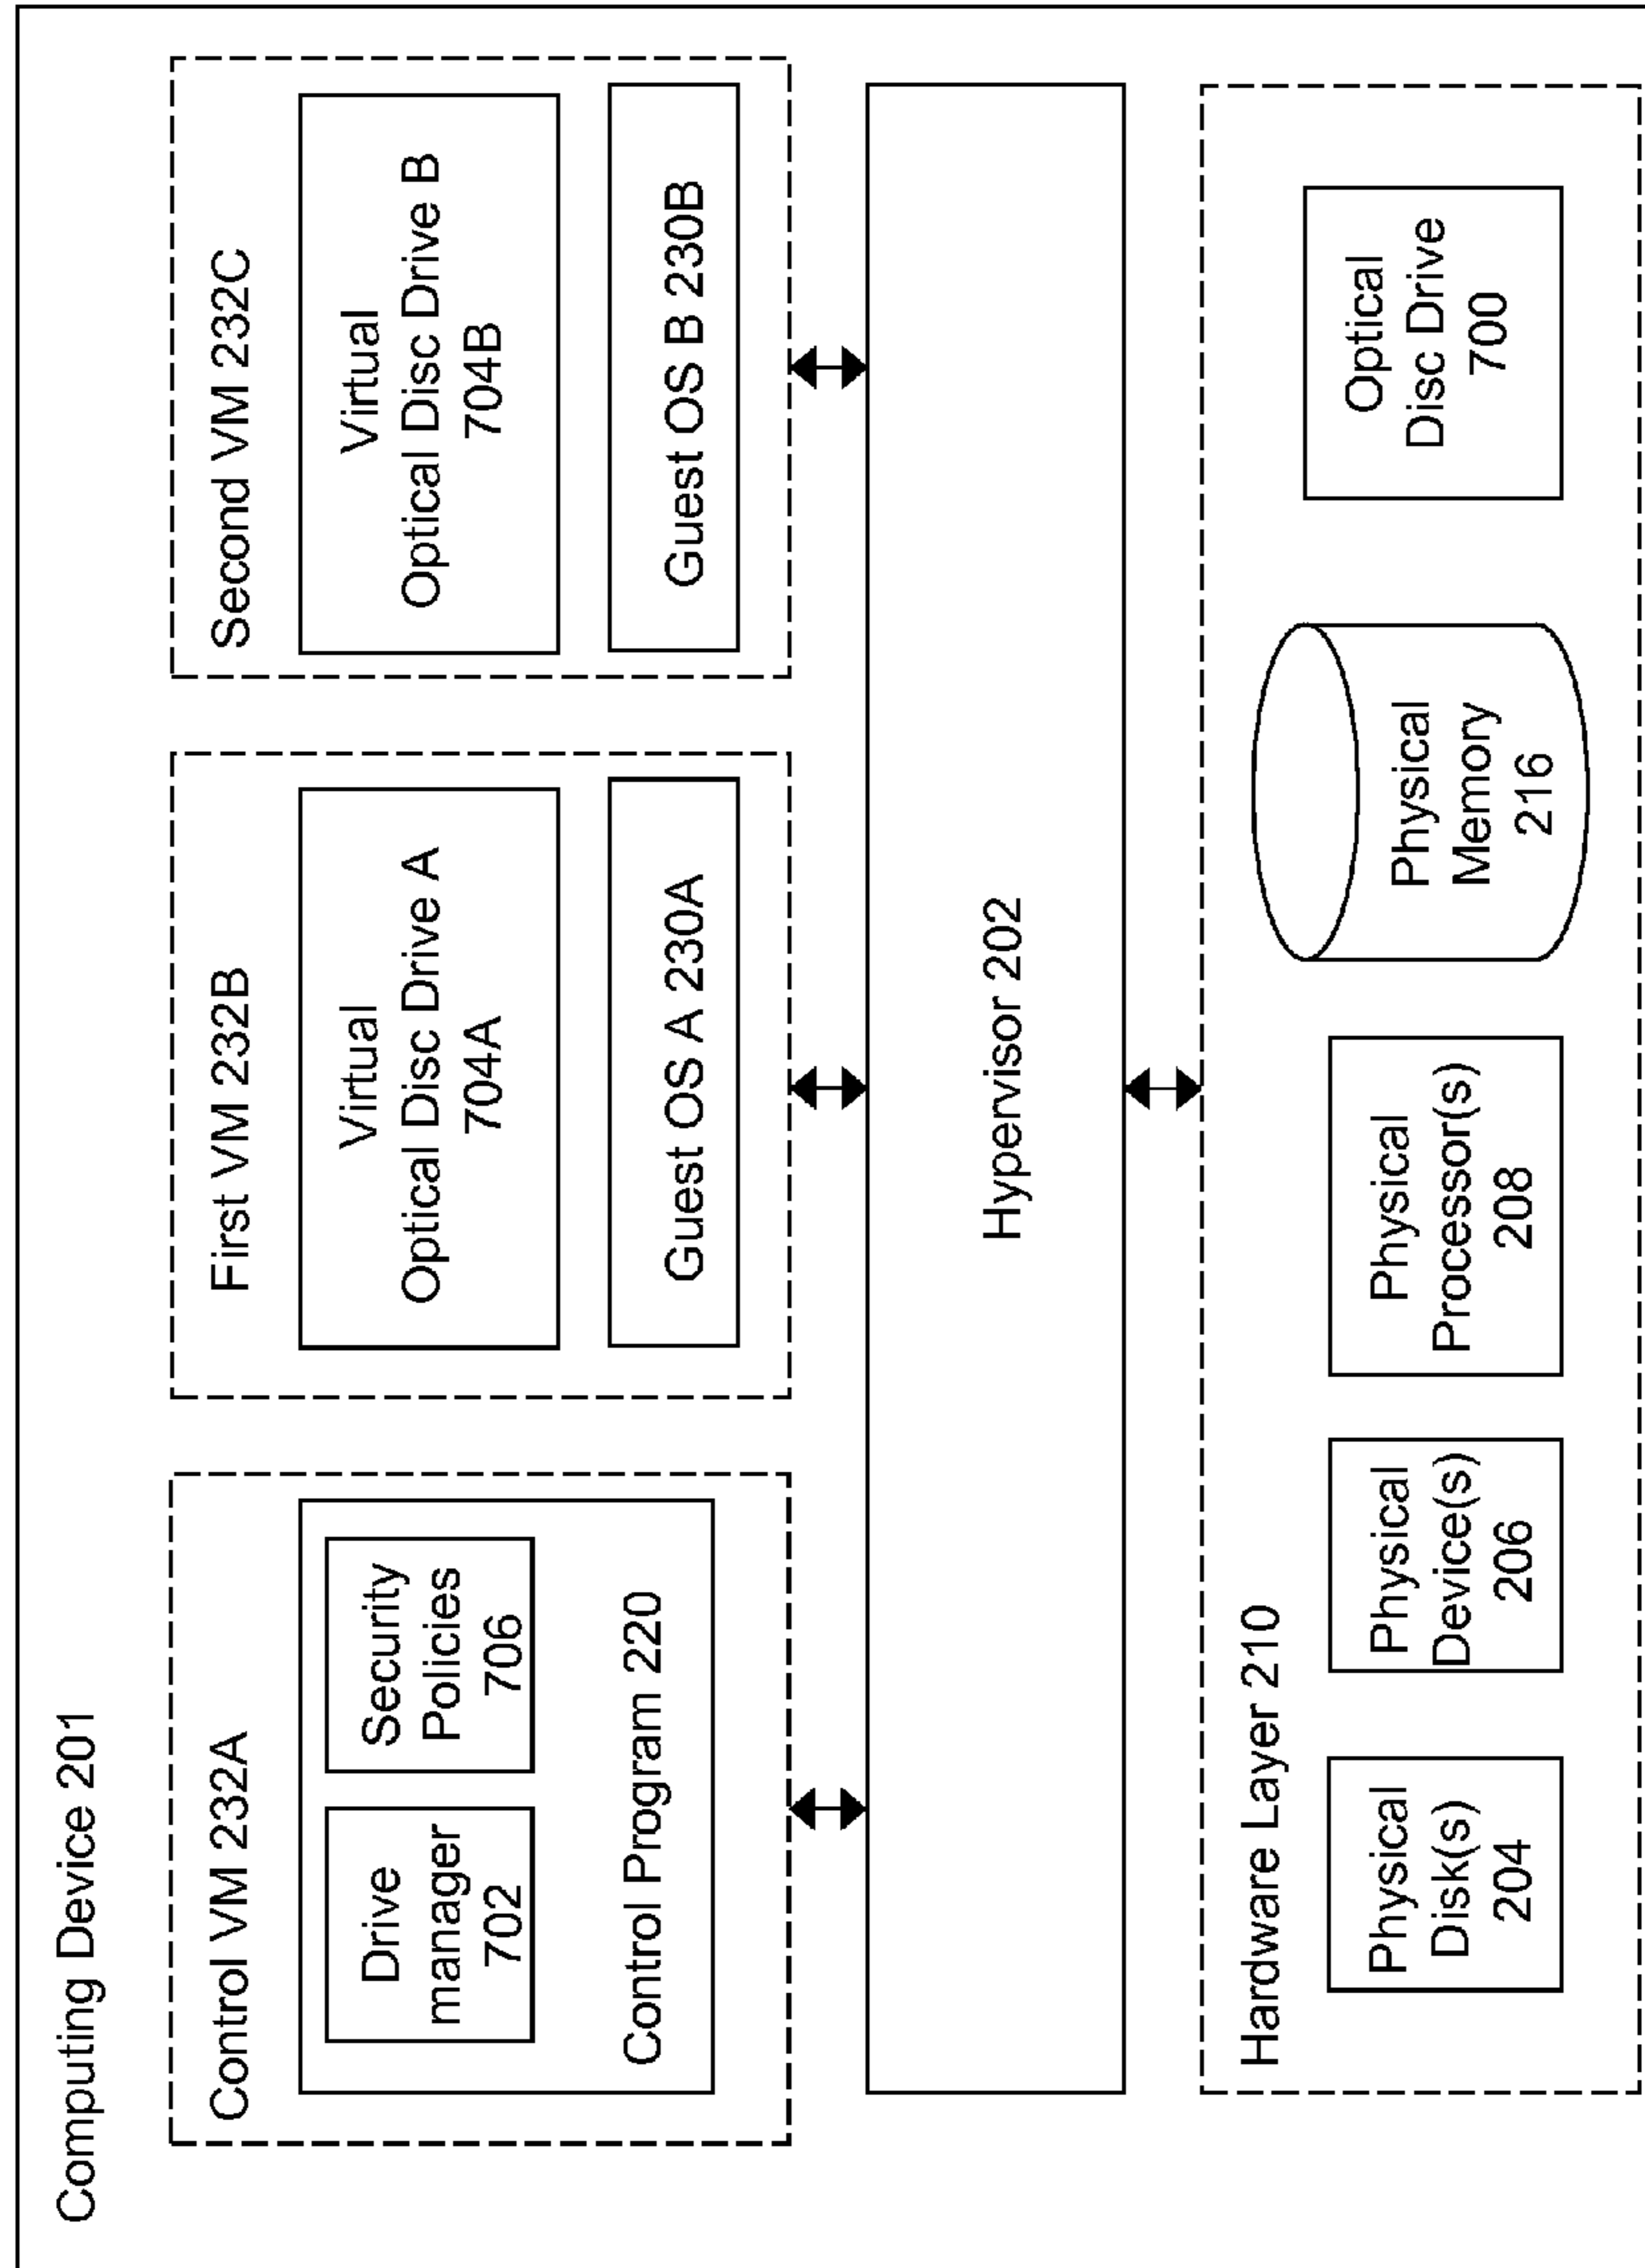 Computing Device 201
Control VM 232A
Drive
manager
702
Security
Policies
706
Control Program 220
First VM 232B
Virtual
Optical Disc Drive A
704A
Guest OS A 230A
Second VM 232C
Virtual
Optical Disc Drive B
704B
Guest OS B 230B
Hypervisor 202
Hardware Layer 210
Physical
Disk(s)
204
Physical
Device(s)
206
Physical
Processor(s)
208
Physical
Memory
216
Optical
Disc Drive
700